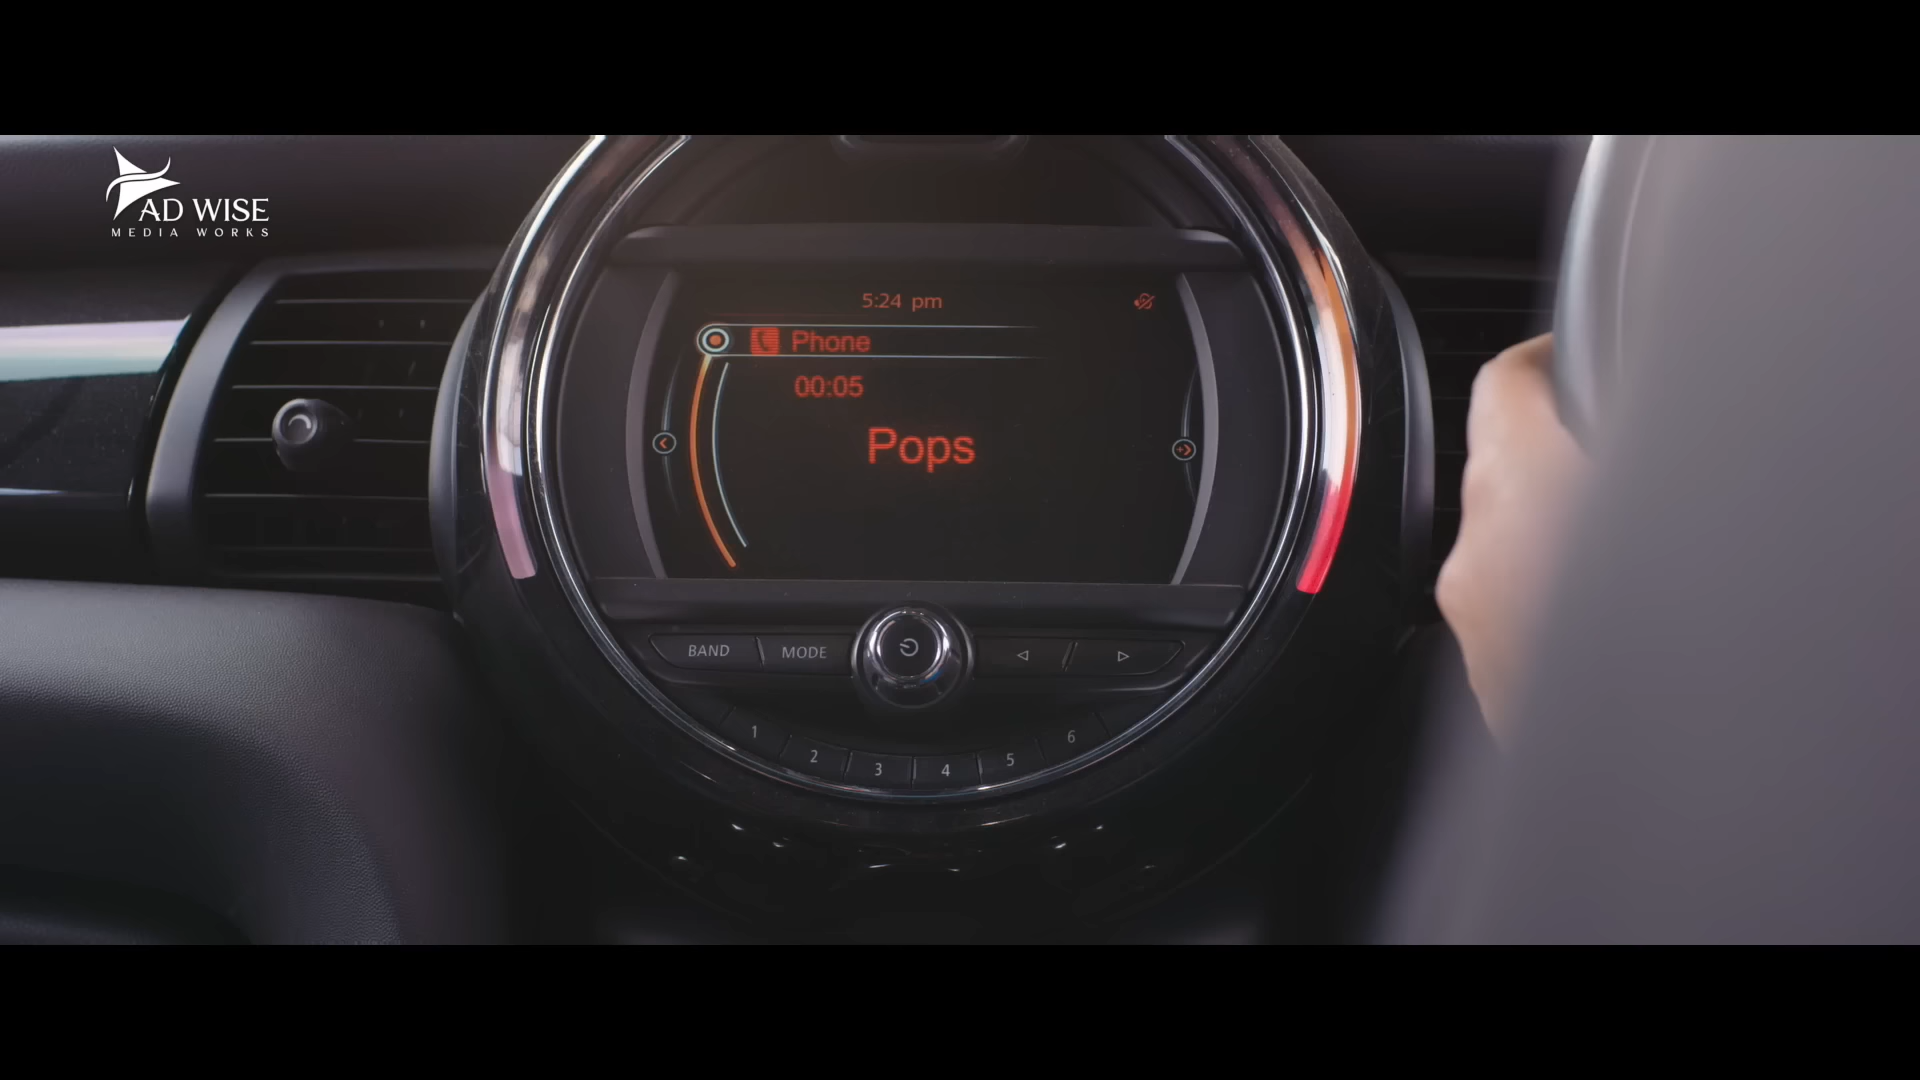 AD WISE
MEDIA WORKS
5:24 pm
Phone
00:05
Pops
BAND
MODE
1
2
3
4
5
6